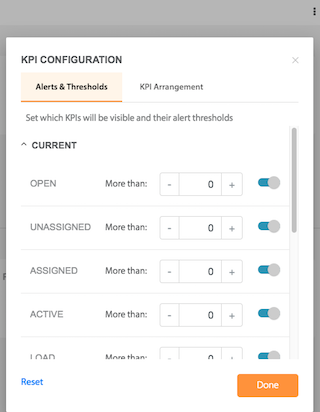 KPI CONFIGURATION ×
Alerts & Thresholds KPI Arrangement
Set which KPIs will be visible and their alert thresholds
CURRENT
OPEN More than: - 0 +
UNASSIGNED More than: - 0 +
ASSIGNED More than: - 0 +
ACTIVE More than: - 0 +
LOAD More than: - 0 +
Reset Done